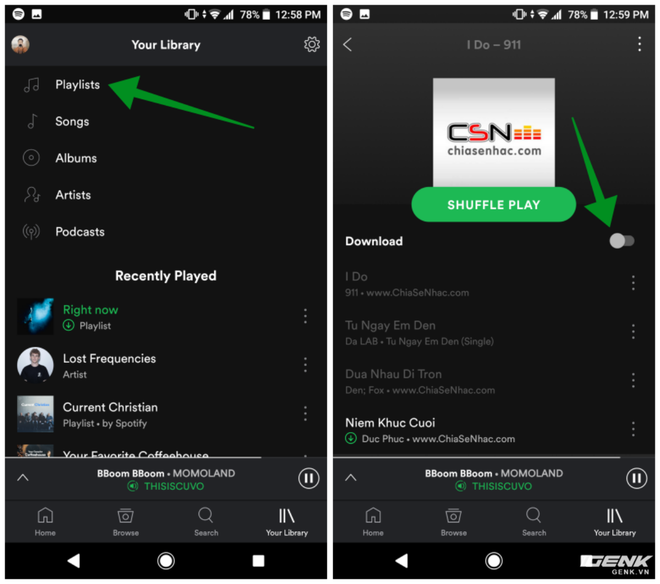 78% 12:58 PM
Your Library
Playlists
Songs
Albums
Artists
Podcasts
Recently Played
Right now
Playlist
Lost Frequencies
Artist
Current Christian
Playlist • by Spotify
Your Favorite Coffeehouse
BBoom BBoom • MOMOLAND
THISISCUVO
Home Browse Search Your Library
78% 12:59 PM
I Do – 911
CSN
chiasenhac.com
SHUFFLE PLAY
Download
I Do
911 • www.ChiaSeNhac.com
Tu Ngay Em Den
Da LAB • Tu Ngay Em Den (Single)
Dua Nhau Di Tron
Den; Fox • www.ChiaSeNhac.com
Niem Khuc Cuoi
Duc Phuc • www.ChiaSeNhac.com
BBoom BBoom • MOMOLAND
THISISCUVO
Home Browse Search Your Library
GENK
GENK.VN